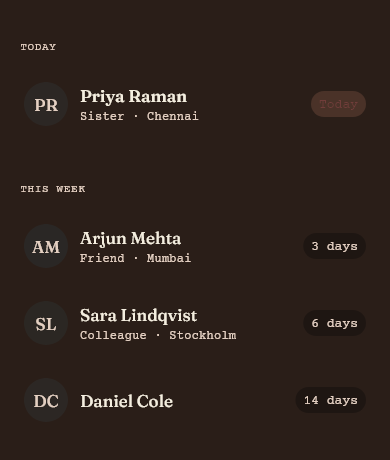 TODAY
PR
Priya Raman
Sister · Chennai
Today
THIS WEEK
AM
Arjun Mehta
Friend · Mumbai
3 days
SL
Sara Lindqvist
Colleague · Stockholm
6 days
DC
Daniel Cole
14 days